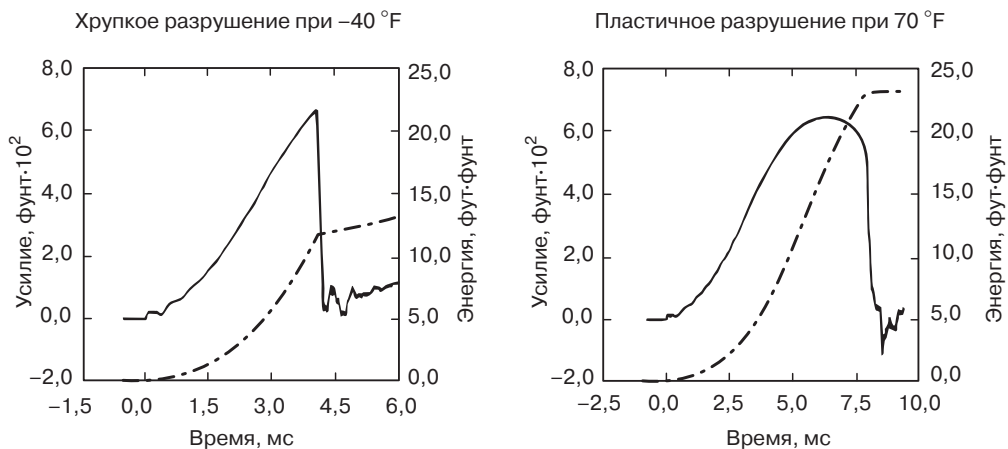 Хрупкое разрушение при –40 °F
Усилие, фунт·10²
8,0
6,0
4,0
2,0
0,0
–2,0
25,0
20,0
15,0
10,0
5,0
0,0
Энергия, фут·фунт
–1,5 0,0 1,5 3,0 4,5 6,0
Время, мс
Пластичное разрушение при 70 °F
Усилие, фунт·10²
8,0
6,0
4,0
2,0
0,0
–2,0
25,0
20,0
15,0
10,0
5,0
0,0
Энергия, фут·фунт
–2,5 0,0 2,5 5,0 7,5 10,0
Время, мс